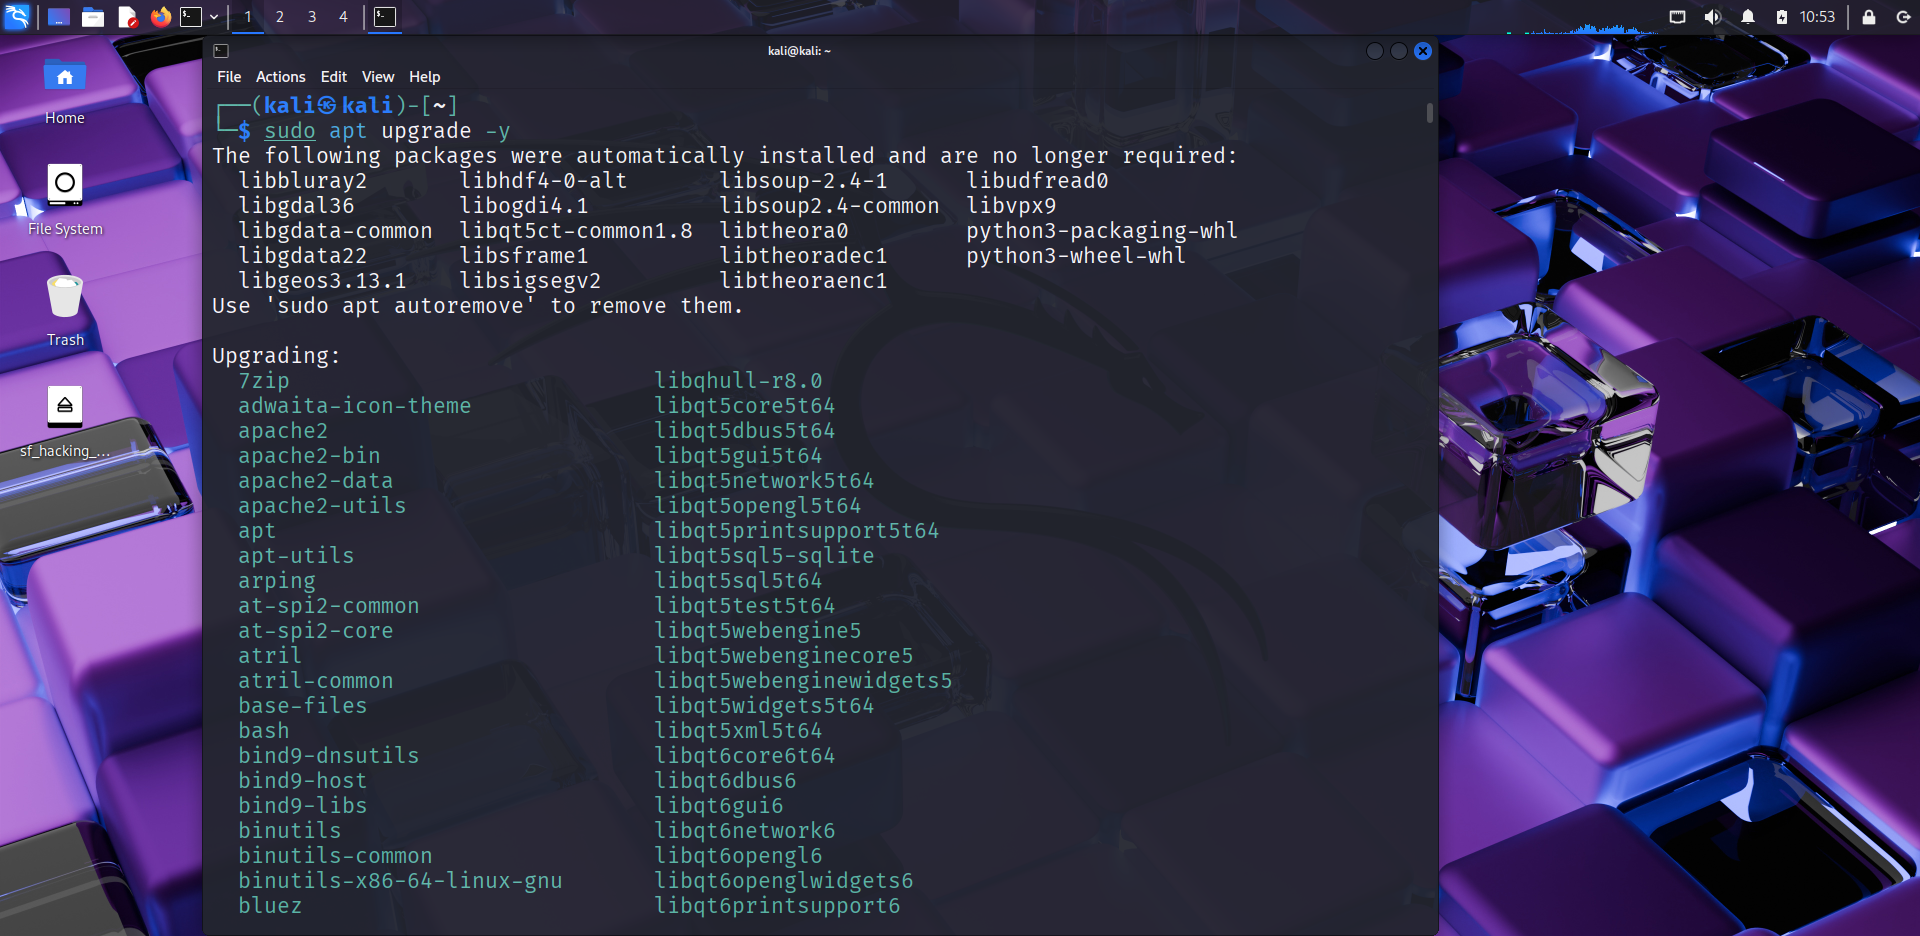 1 2 3 4
10:53
kali@kali: ~
File Actions Edit View Help
┌──(kali㉿kali)-[~]
└─$ sudo apt upgrade -y
The following packages were automatically installed and are no longer required:
libbluray2 libhdf4-0-alt libsoup-2.4-1 libudfread0
libgdal36 libogdi4.1 libsoup2.4-common libvpx9
libgdata-common libqt5ct-common1.8 libtheora0 python3-packaging-whl
libgdata22 libsframe1 libtheoradec1 python3-wheel-whl
libgeos3.13.1 libsigsegv2 libtheoraenc1
Use 'sudo apt autoremove' to remove them.
Upgrading:
7zip libqhull-r8.0
adwaita-icon-theme libqt5core5t64
apache2 libqt5dbus5t64
apache2-bin libqt5gui5t64
apache2-data libqt5network5t64
apache2-utils libqt5opengl5t64
apt libqt5printsupport5t64
apt-utils libqt5sql5-sqlite
arping libqt5sql5t64
at-spi2-common libqt5test5t64
at-spi2-core libqt5webengine5
atril libqt5webenginecore5
atril-common libqt5webenginewidgets5
base-files libqt5widgets5t64
bash libqt5xml5t64
bind9-dnsutils libqt6core6t64
bind9-host libqt6dbus6
bind9-libs libqt6gui6
binutils libqt6network6
binutils-common libqt6opengl6
binutils-x86-64-linux-gnu libqt6openglwidgets6
bluez libqt6printsupport6
Home
File System
Trash
sf_hacking_...